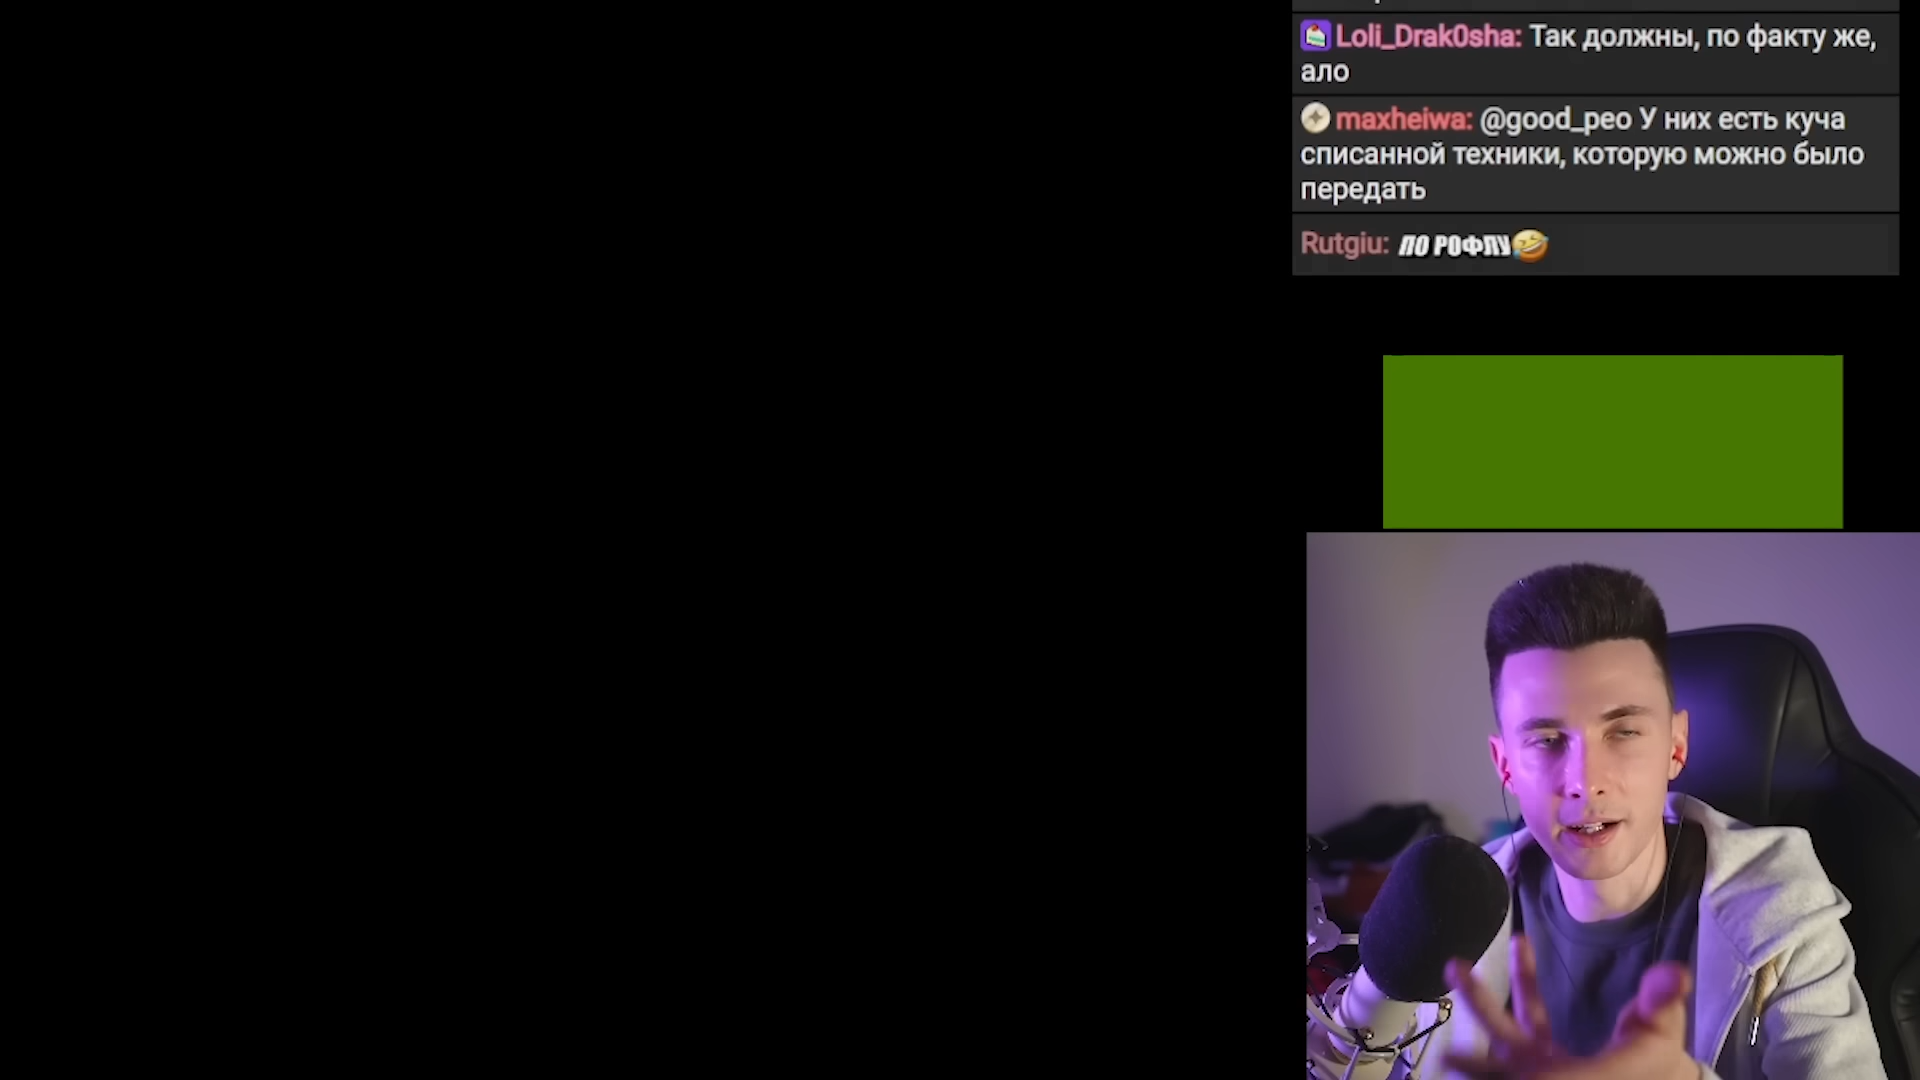 Loli_Drak0sha: Так должны, по факту же,
ало
maxheiwa: @good_peo У них есть куча
списанной техники, которую можно было
передать
Rutgiu: ПО РОФЛУ🤣